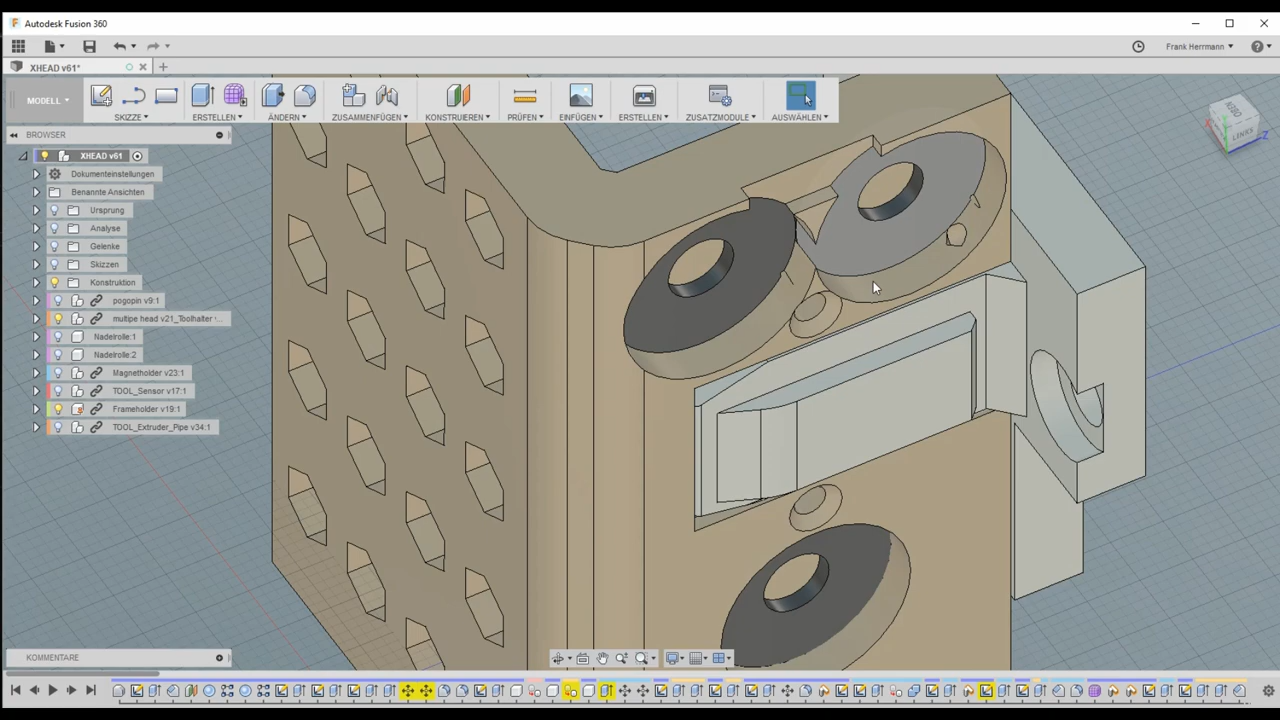 Autodesk Fusion 360
Frank Herrmann
XHEAD v61*
MODELL
SKIZZE
ERSTELLEN
ÄNDERN
ZUSAMMENFÜGEN
KONSTRUIEREN
PRÜFEN
EINFÜGEN
ERSTELLEN
ZUSATZMODULE
AUSWÄHLEN
BROWSER
XHEAD v61
Dokumenteinstellungen
Benannte Ansichten
Ursprung
Analyse
Gelenke
Skizzen
Konstruktion
pogopin v9:1
multipe head v21_Toolhalter
Nadelrolle:1
Nadelrolle:2
Magnetholder v23:1
TOOL_Sensor v17:1
Frameholder v19:1
TOOL_Extruder_Pipe v34:1
OBEN
LINKS
X
Z
KOMMENTARE